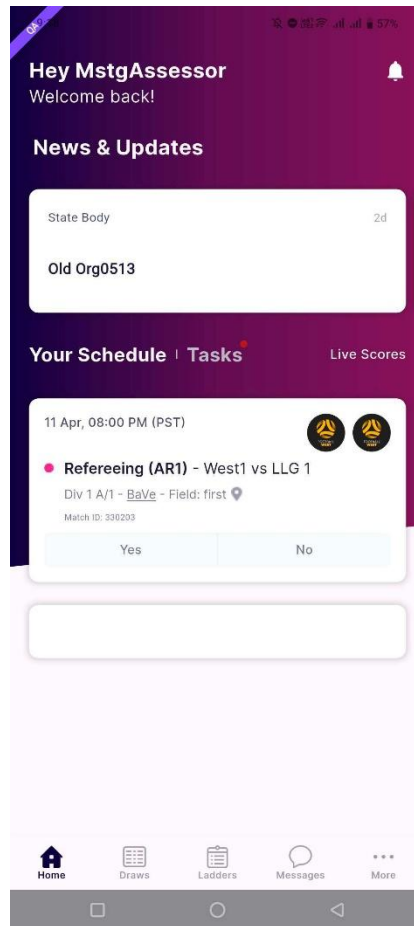 QA
57%
Hey MstgAssessor
Welcome back!
News & Updates
State Body 2d
Old Org0513
Your Schedule | Tasks Live Scores
11 Apr, 08:00 PM (PST)
Refereeing (AR1) - West1 vs LLG 1
Div 1 A/1 - BaVe - Field: first
Match ID: 330203
Yes No
Home Draws Ladders Messages More